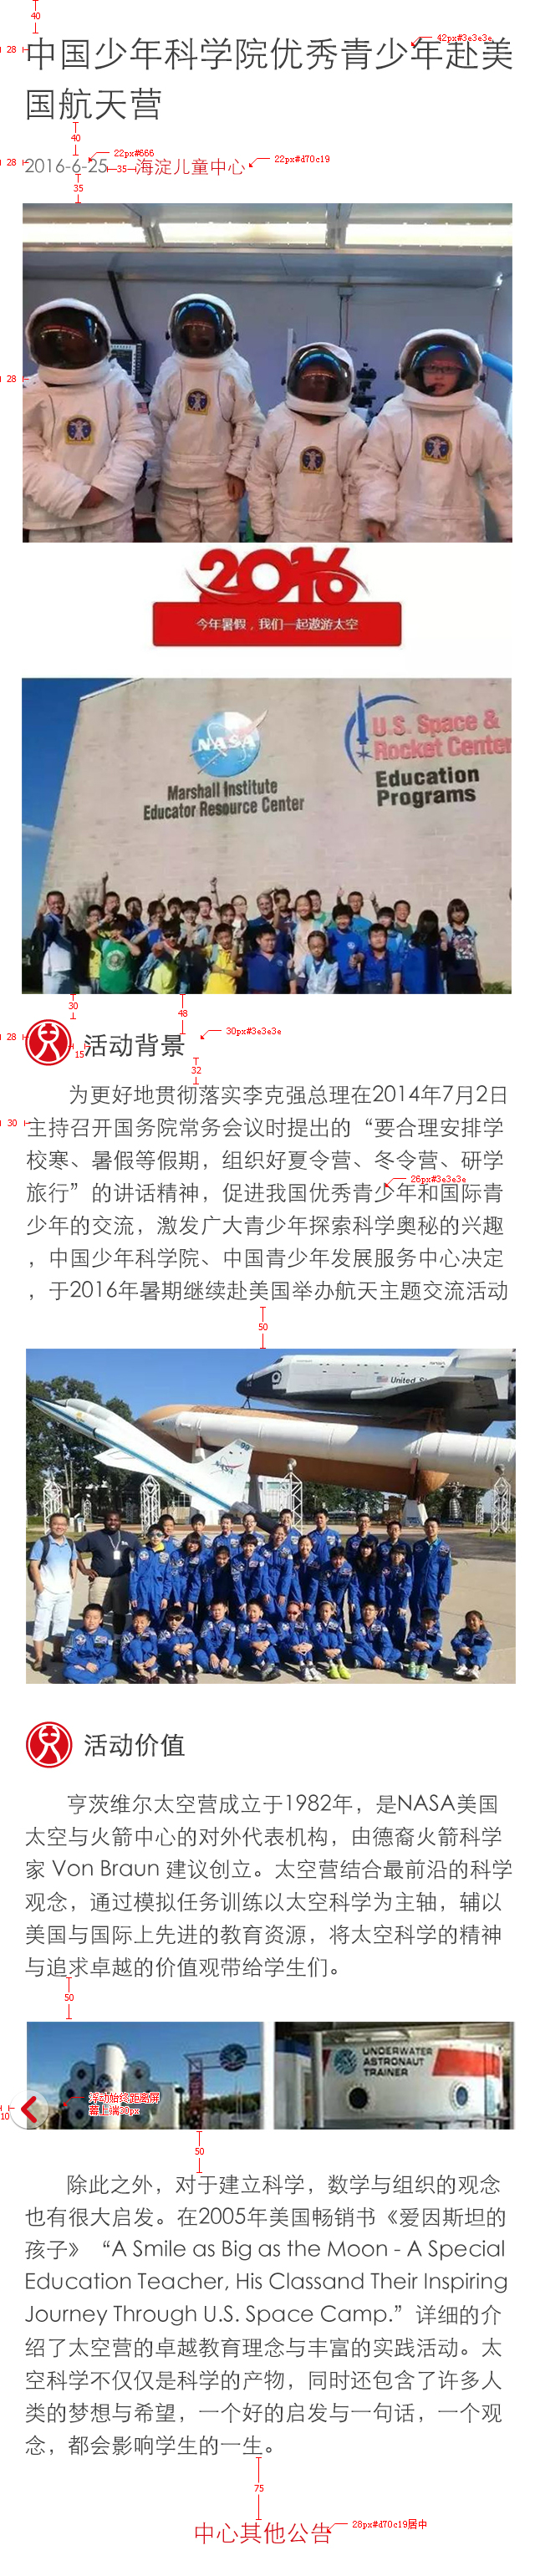 40
28
中国少年科学院优秀青少年赴美
42px#3e3e3e
国航天营
40
28
2016-6-25
22px#666
35
海淀儿童中心
22px#d70c19
35
28
2016
今年暑假，我们一起遨游太空
NASA
Marshall Institute
Educator Resource Center
U.S. Space &
Rocket Center
Education
Programs
30
48
28
15
活动背景
30px#3e3e3e
32
30
为更好地贯彻落实李克强总理在2014年7月2日
主持召开国务院常务会议时提出的“要合理安排学
校寒、暑假等假期，组织好夏令营、冬令营、研学
26px#3e3e3e
旅行”的讲话精神，促进我国优秀青少年和国际青
少年的交流，激发广大青少年探索科学奥秘的兴趣
，中国少年科学院、中国青少年发展服务中心决定
，于2016年暑期继续赴美国举办航天主题交流活动
50
United St
NASA
活动价值
亨茨维尔太空营成立于1982年，是NASA美国
太空与火箭中心的对外代表机构，由德裔火箭科学
家 Von Braun 建议创立。太空营结合最前沿的科学
观念，通过模拟任务训练以太空科学为主轴，辅以
美国与国际上先进的教育资源，将太空科学的精神
与追求卓越的价值观带给学生们。
50
UNDERWATER
ASTRONAUT
TRAINER
10
浮动始终距离屏
幕上端30px
50
除此之外，对于建立科学，数学与组织的观念
也有很大启发。在2005年美国畅销书《爱因斯坦的
孩子》“A Smile as Big as the Moon - A Special
Education Teacher, His Classand Their Inspiring
Journey Through U.S. Space Camp.”详细的介
绍了太空营的卓越教育理念与丰富的实践活动。太
空科学不仅仅是科学的产物，同时还包含了许多人
类的梦想与希望，一个好的启发与一句话，一个观
念，都会影响学生的一生。
75
中心其他公告
28px#d70c19居中